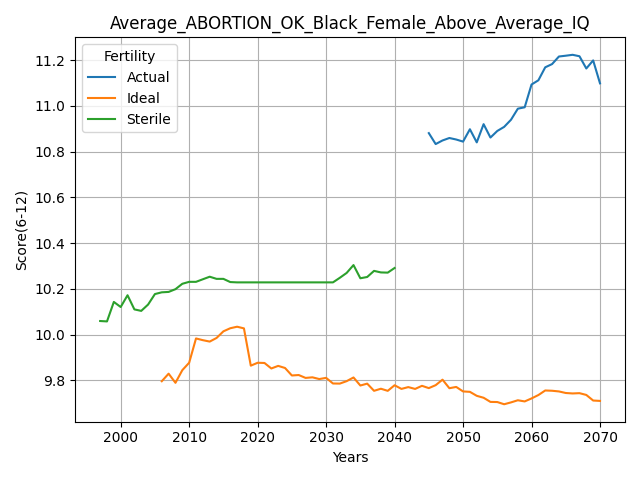 Average_ABORTION_OK_Black_Female_Above_Average_IQ
Fertility
Actual
Ideal
Sterile
Score(6-12)
11.2
11.0
10.8
10.6
10.4
10.2
10.0
9.8
2000 2010 2020 2030 2040 2050 2060 2070
Years